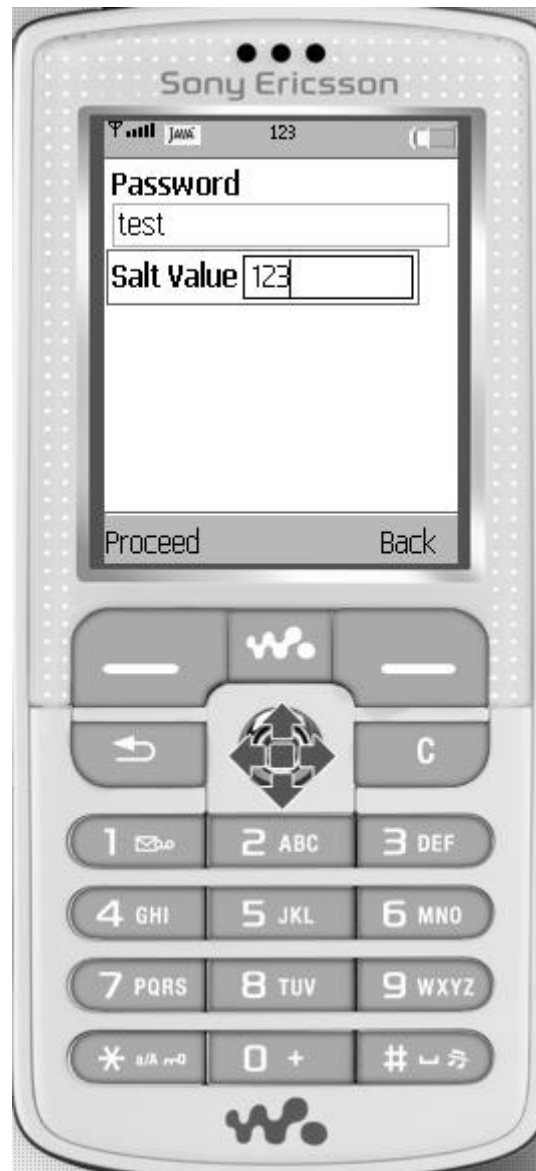 Sony Ericsson
JAVA 123
Password
test
Salt Value 123
Proceed Back
C
1 2 ABC 3 DEF
4 GHI 5 JKL 6 MNO
7 PQRS 8 TUV 9 WXYZ
* a/A 0 + #